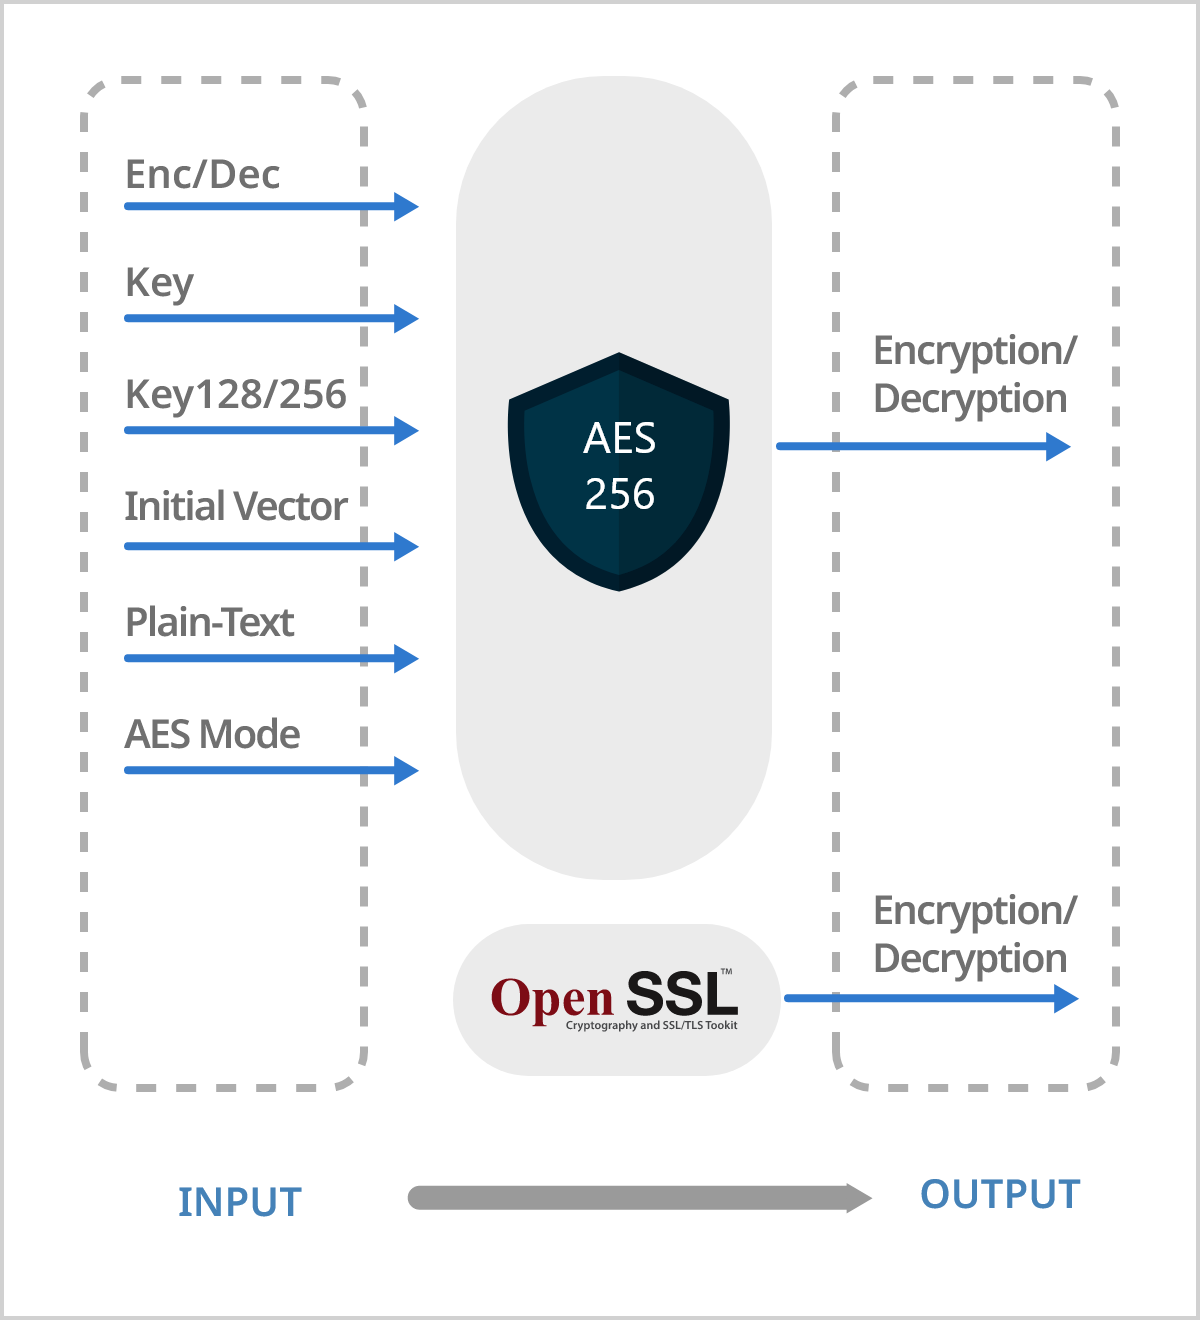 Enc/Dec
Key
Key128/256
Initial Vector
Plain-Text
AES Mode
AES
256
Encryption/
Decryption
Open SSL™
Cryptography and SSL/TLS Tookit
Encryption/
Decryption
INPUT
OUTPUT